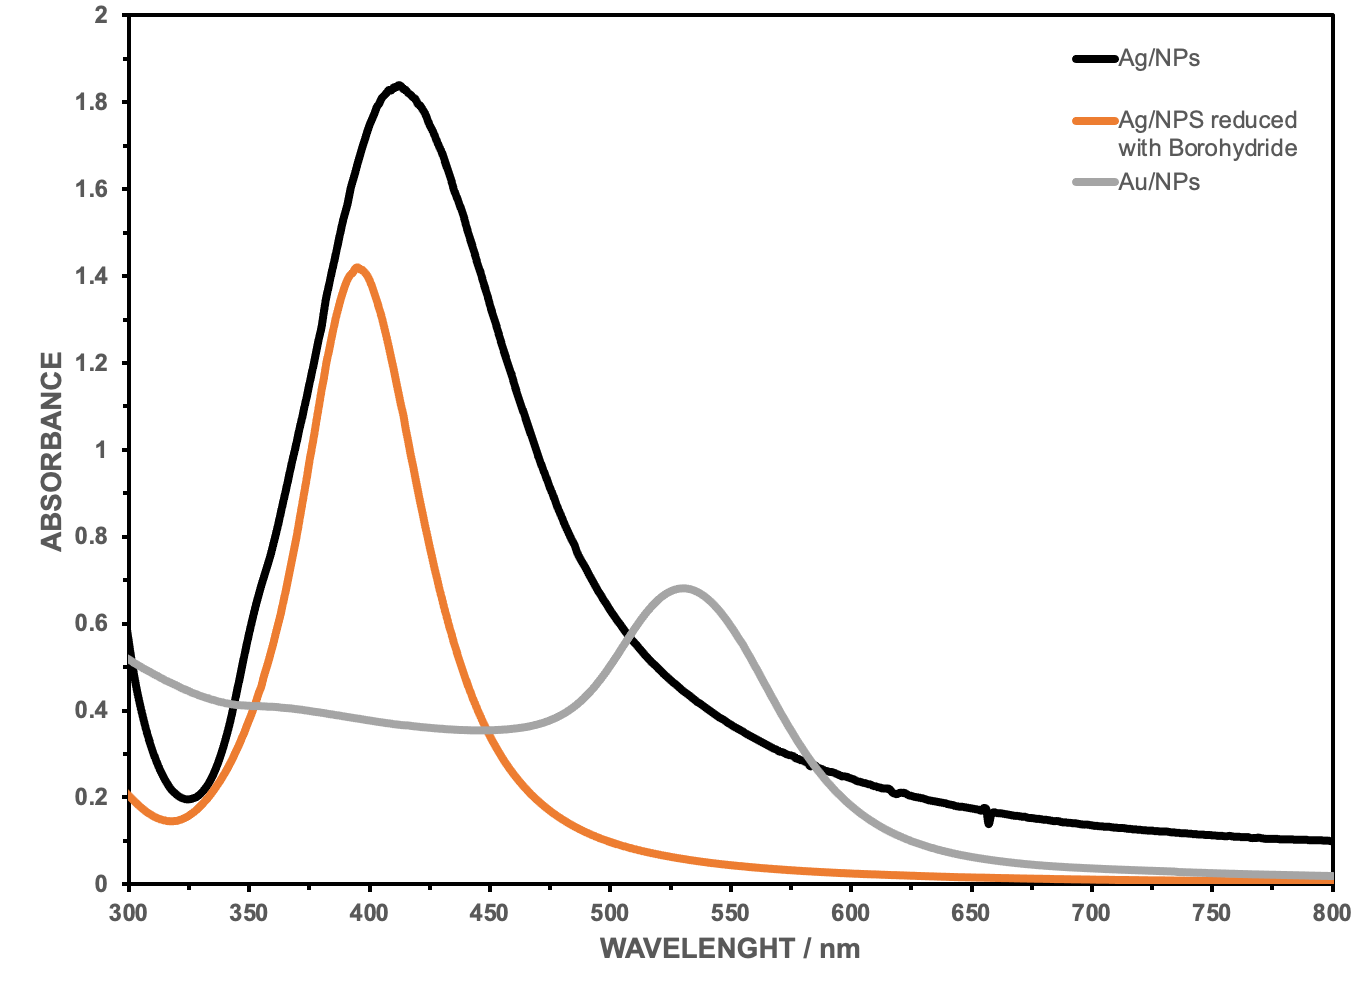 2
1.8
1.6
1.4
1.2
1
0.8
0.6
0.4
0.2
0
ABSORBANCE
Ag/NPs
Ag/NPS reduced
with Borohydride
Au/NPs
300 350 400 450 500 550 600 650 700 750 800
WAVELENGHT / nm